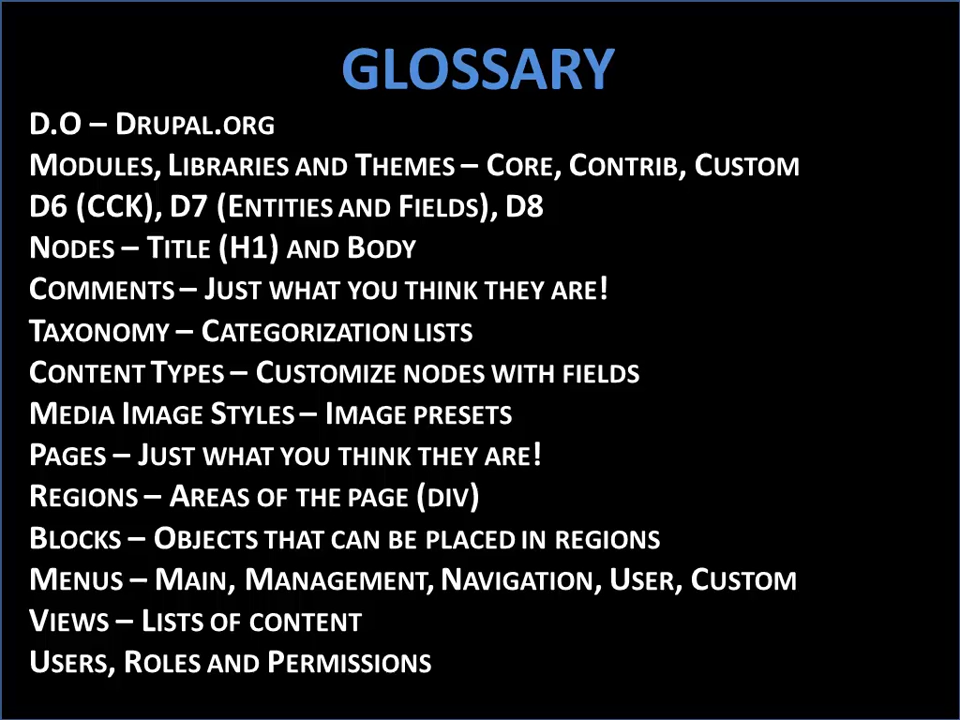 GLOSSARY
D.O – Drupal.org
Modules, Libraries and Themes – Core, Contrib, Custom
D6 (CCK), D7 (Entities and Fields), D8
Nodes – Title (H1) and Body
Comments – Just what you think they are!
Taxonomy – Categorization lists
Content Types – Customize nodes with fields
Media Image Styles – Image presets
Pages – Just what you think they are!
Regions – Areas of the page (div)
Blocks – Objects that can be placed in regions
Menus – Main, Management, Navigation, User, Custom
Views – Lists of content
Users, Roles and Permissions